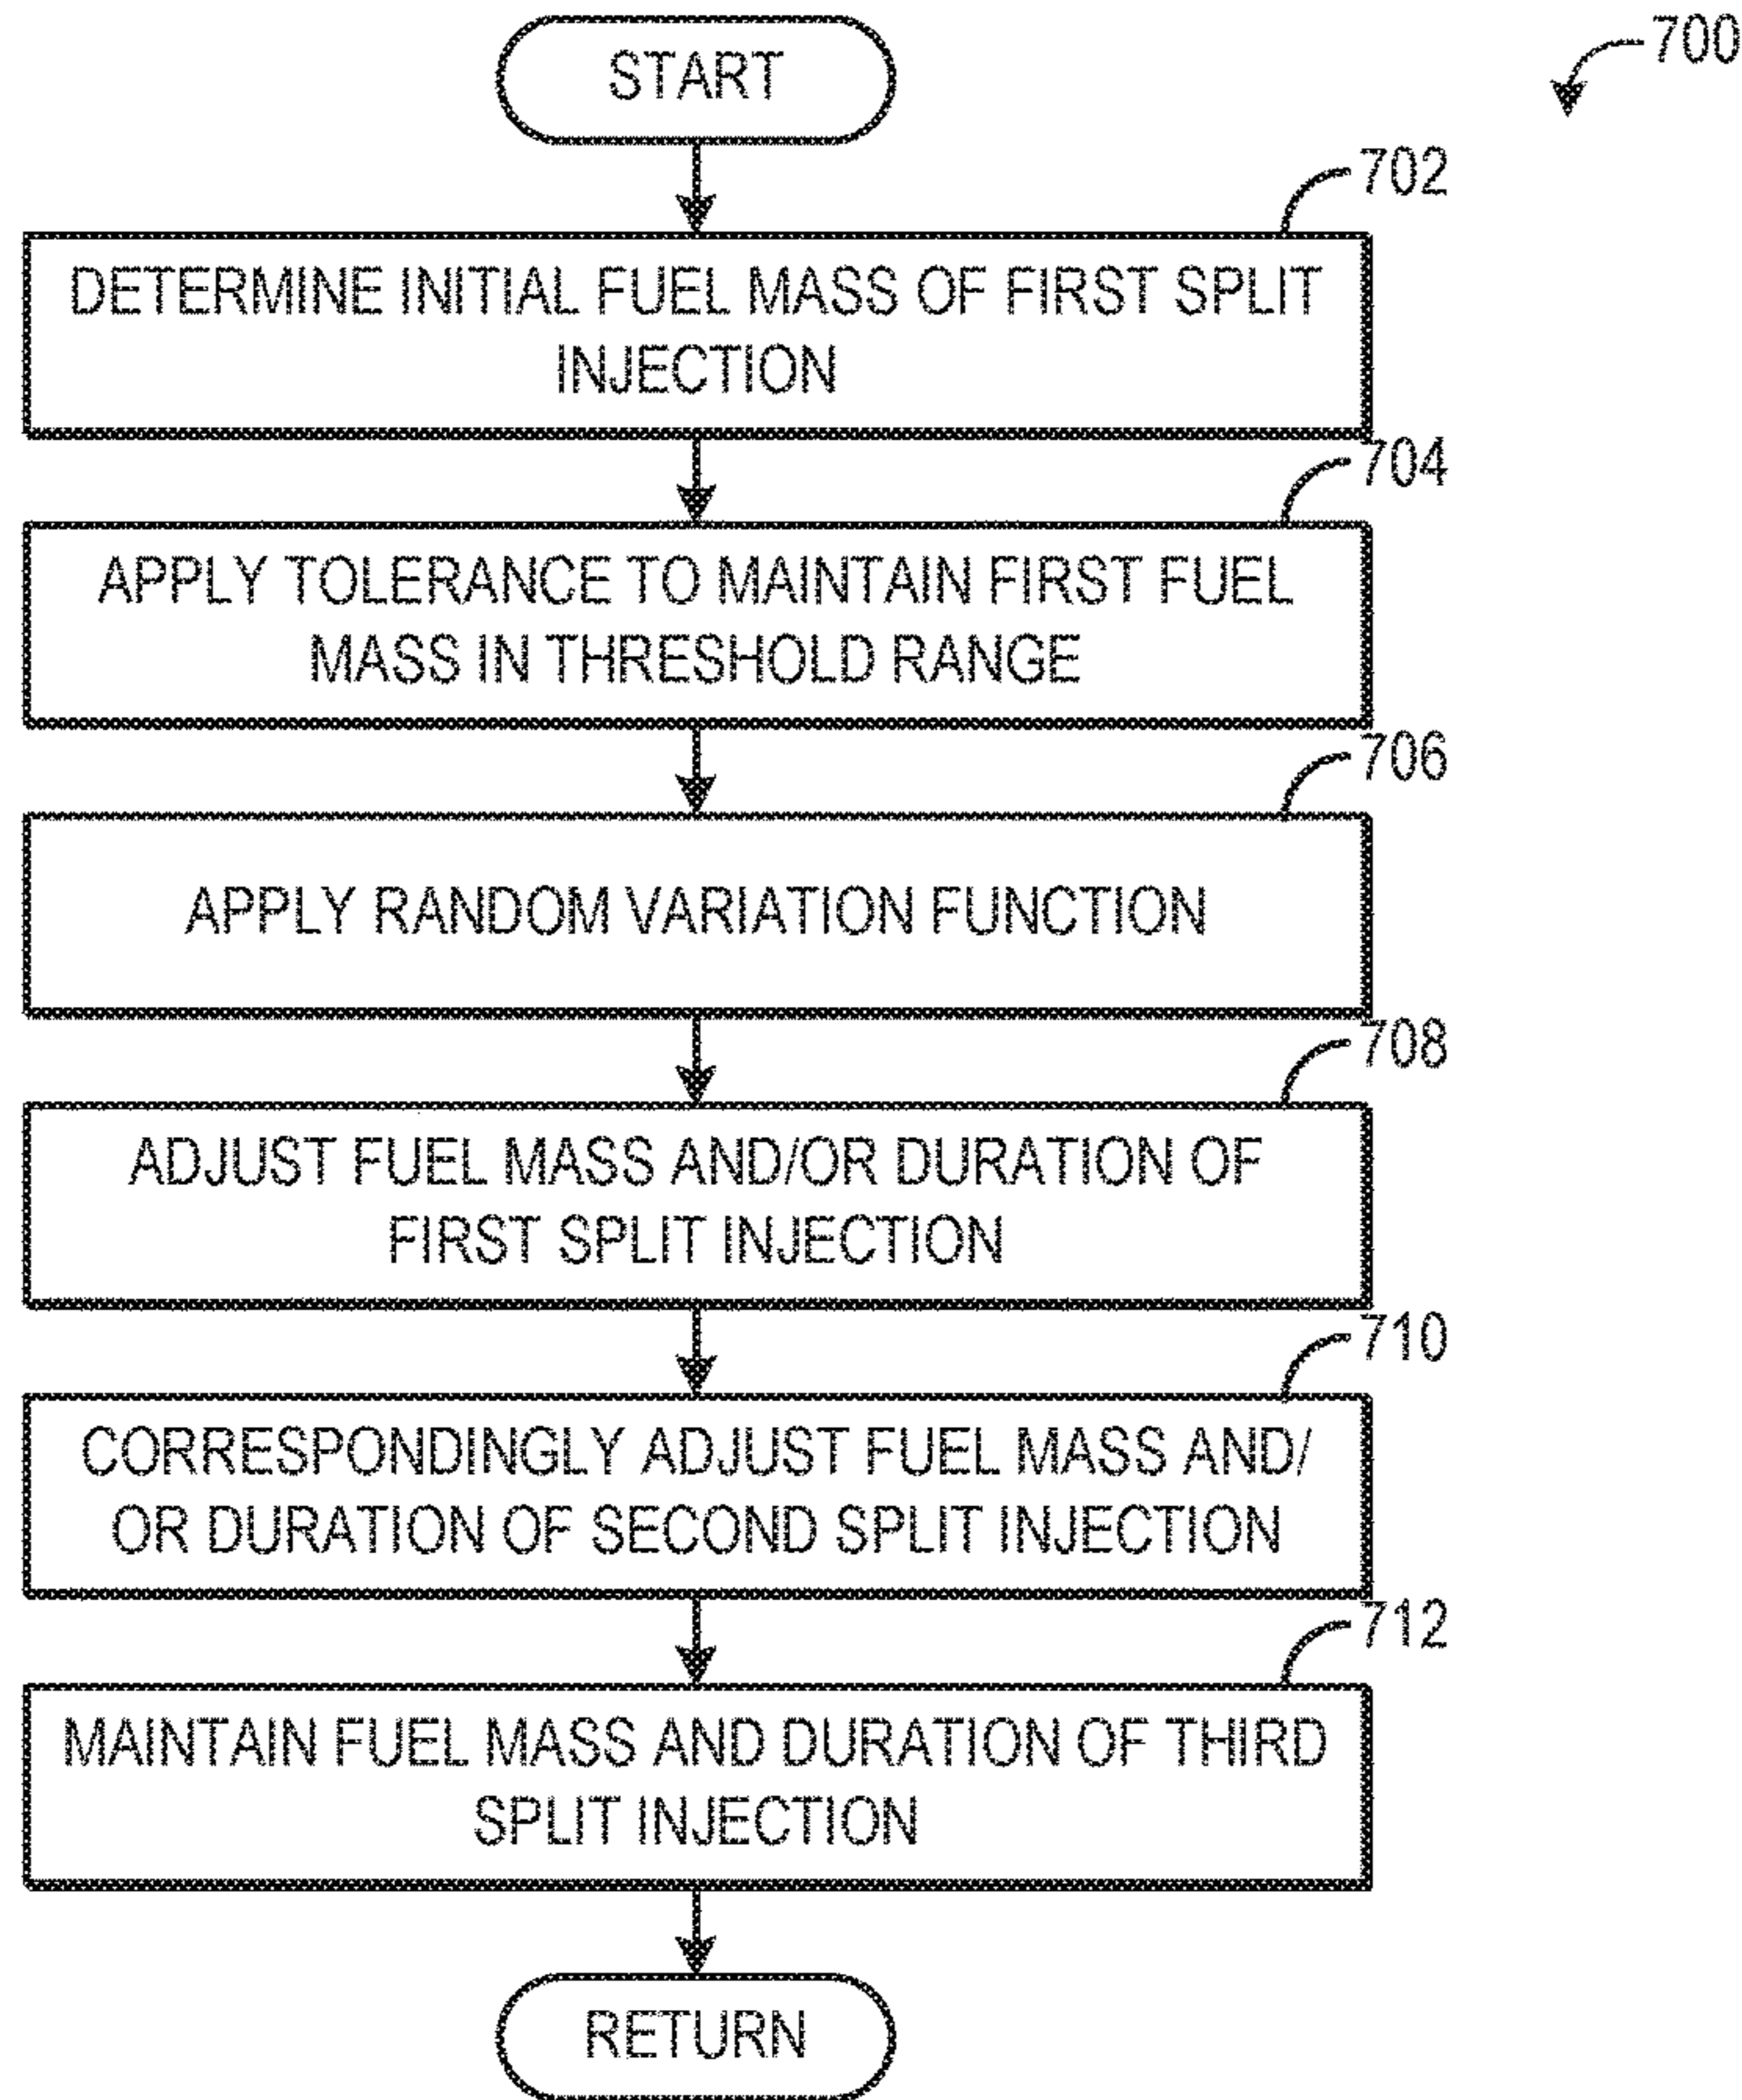 START
700
702
DETERMINE INITIAL FUEL MASS OF FIRST SPLIT
INJECTION
704
APPLY TOLERANCE TO MAINTAIN FIRST FUEL
MASS IN THRESHOLD RANGE
706
APPLY RANDOM VARIATION FUNCTION
708
ADJUST FUEL MASS AND/OR DURATION OF
FIRST SPLIT INJECTION
710
CORRESPONDINGLY ADJUST FUEL MASS AND/
OR DURATION OF SECOND SPLIT INJECTION
712
MAINTAIN FUEL MASS AND DURATION OF THIRD
SPLIT INJECTION
RETURN